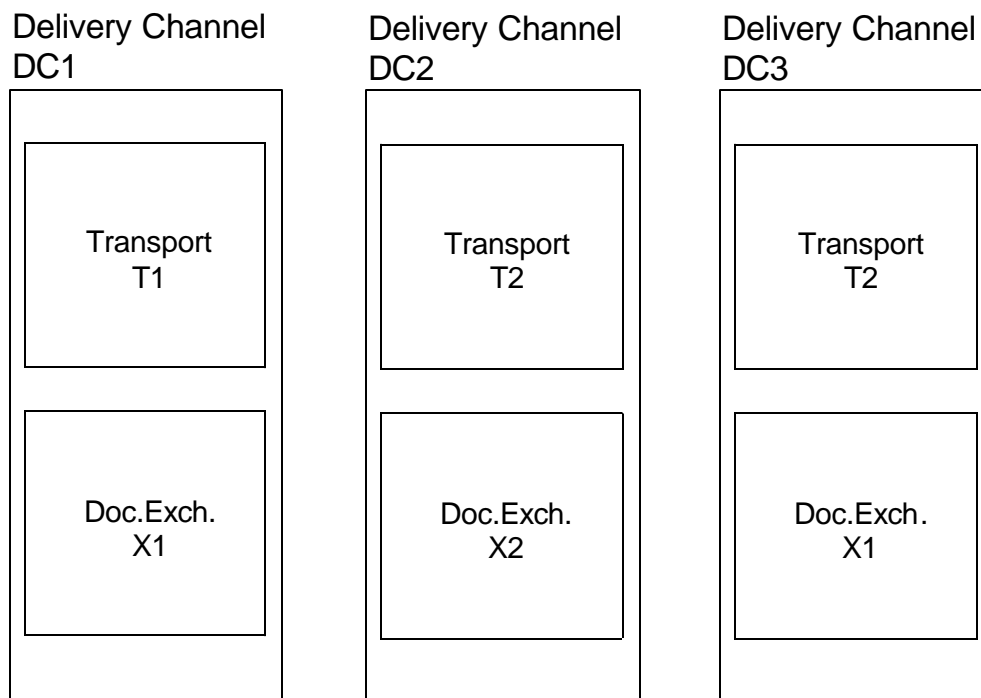 Delivery Channel
DC1
Delivery Channel
DC2
Delivery Channel
DC3
Transport
T1
Transport
T2
Transport
T2
Doc.Exch.
X1
Doc.Exch.
X2
Doc.Exch.
X1